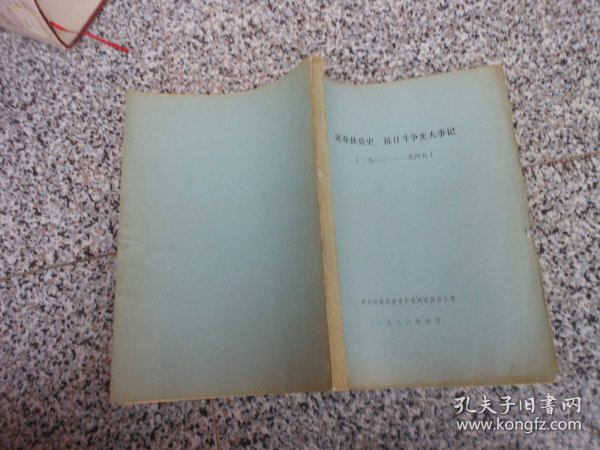 灵寿县党史、抗日斗争史大事记
（一九三〇——一九四五）
中共灵寿县委党史资料征集办公室
一九八六年四月
孔夫子旧书网
www.kongfz.com